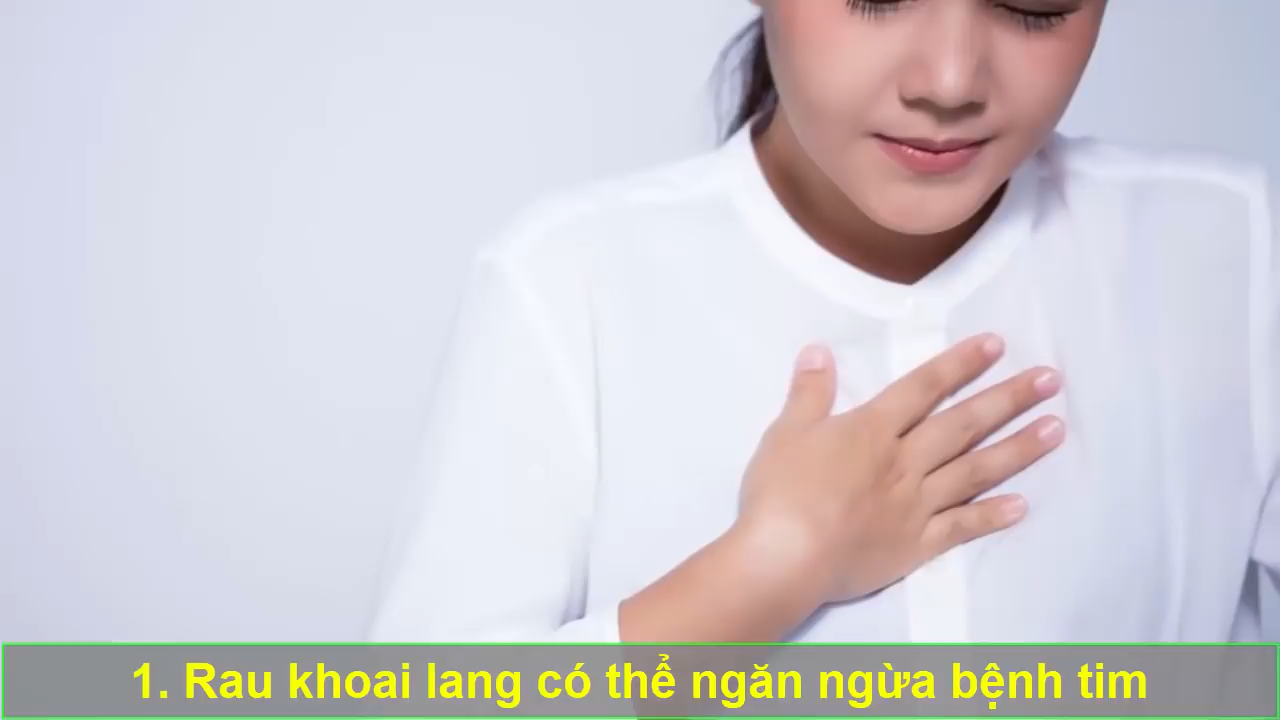 1. Rau khoai lang có thể ngăn ngừa bệnh tim